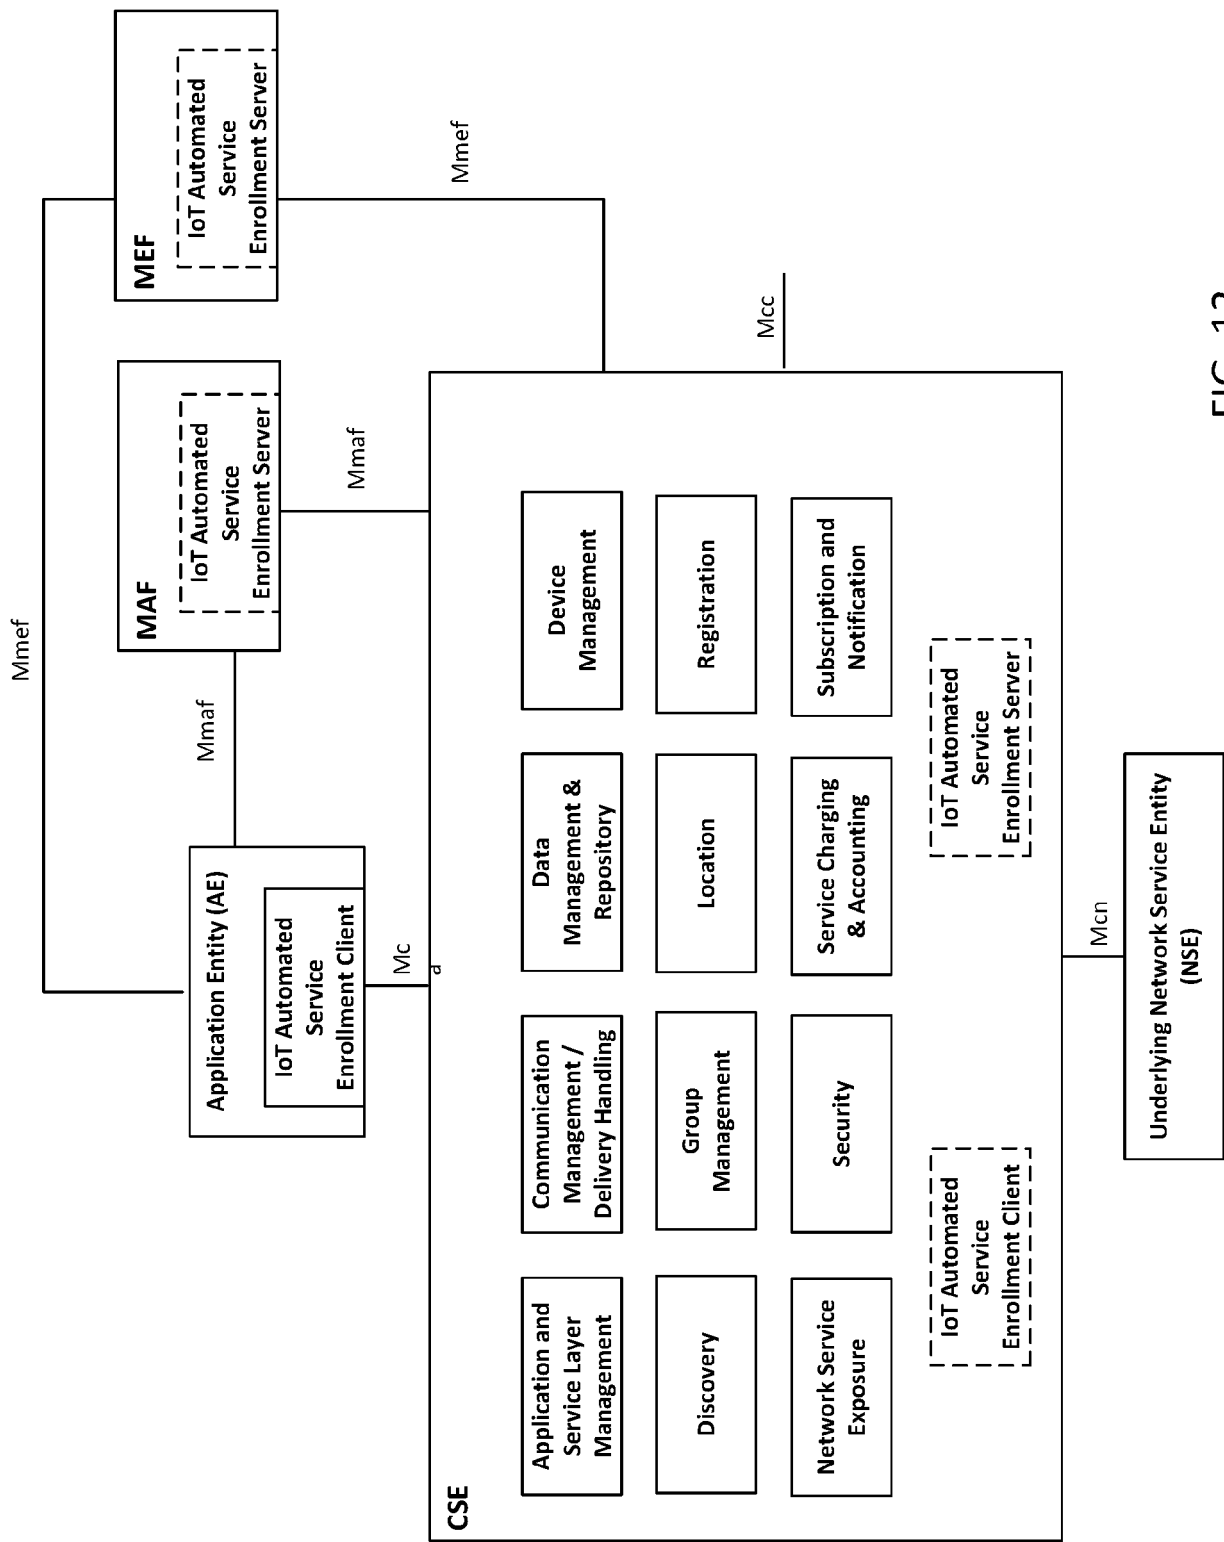 Mmef
Application Entity (AE)
IoT Automated
Service
Enrollment Client
Mmaf
MAF
IoT Automated
Service
Enrollment Server
MEF
IoT Automated
Service
Enrollment Server
Mc
d
Mmaf
Mmef
CSE
Application and
Service Layer
Management
Communication
Management /
Delivery Handling
Data
Management &
Repository
Device
Management
Discovery
Group
Management
Location
Registration
Network Service
Exposure
Security
Service Charging
& Accounting
Subscription and
Notification
IoT Automated
Service
Enrollment Client
IoT Automated
Service
Enrollment Server
Mcc
Mcn
Underlying Network Service Entity
(NSE)